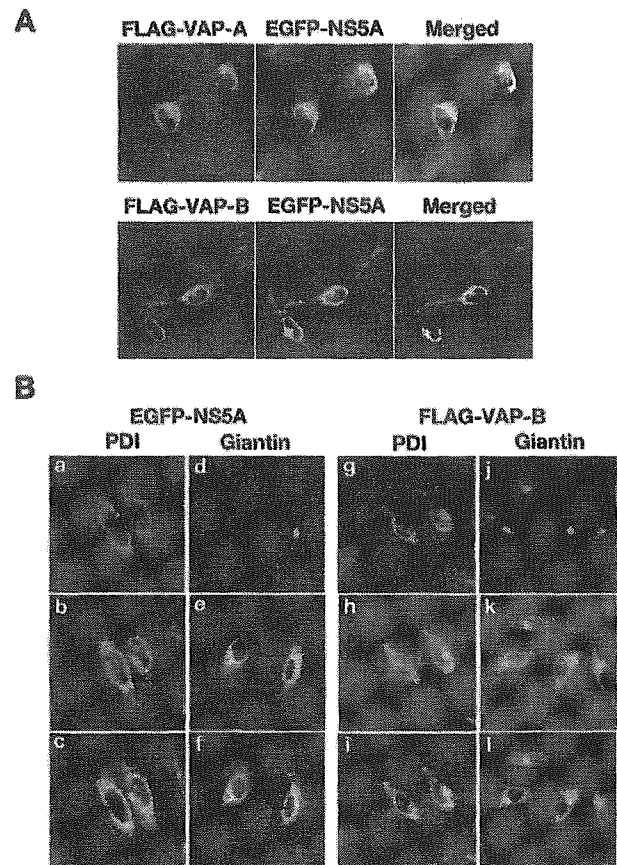 A
FLAG-VAP-A EGFP-NS5A Merged
FLAG-VAP-B EGFP-NS5A Merged
B
EGFP-NS5A FLAG-VAP-B
PDI Giantin PDI Giantin
a d g j
b e h k
c f i l